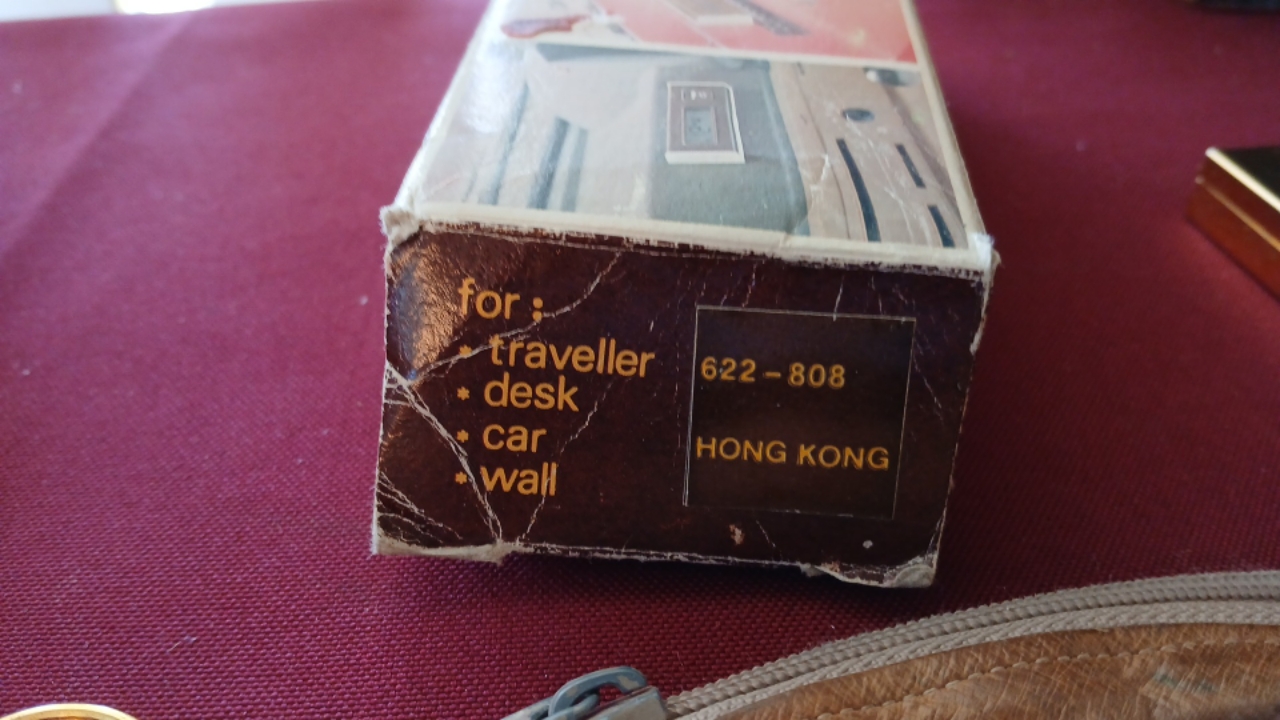 for :
* traveller
* desk
* car
* wall
622-808
HONG KONG